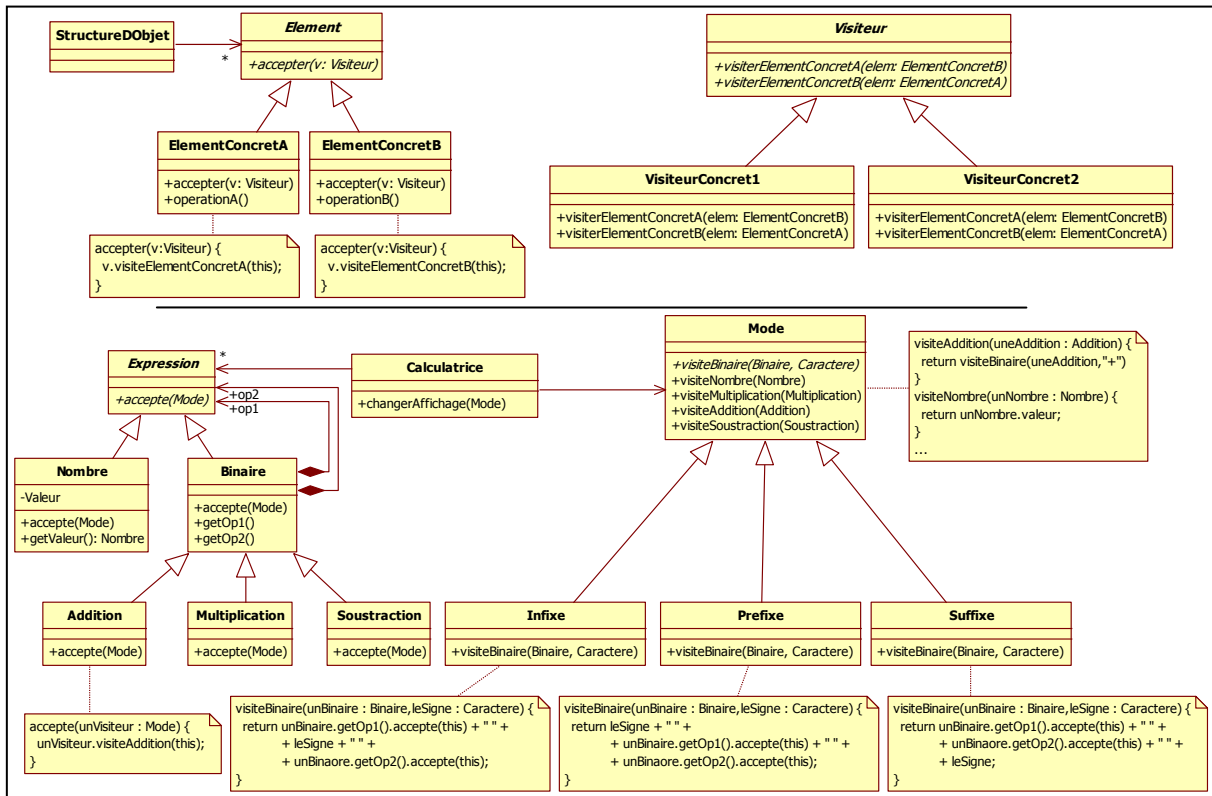 StructureDObjet
*
Element
+accepter(v: Visiteur)
Visiteur
+visiterElementConcretA(elem: ElementConcretB)
+visiterElementConcretB(elem: ElementConcretA)
ElementConcretA
+accepter(v: Visiteur)
+operationA()
ElementConcretB
+accepter(v: Visiteur)
+operationB()
VisiteurConcret1
+visiterElementConcretA(elem: ElementConcretB)
+visiterElementConcretB(elem: ElementConcretA)
VisiteurConcret2
+visiterElementConcretA(elem: ElementConcretB)
+visiterElementConcretB(elem: ElementConcretA)
accepter(v:Visiteur) {
v.visiteElementConcretA(this);
}
accepter(v:Visiteur) {
v.visiteElementConcretB(this);
}
Expression
+accepte(Mode)
*
+op2
+op1
Calculatrice
+changerAffichage(Mode)
Mode
+visiteBinaire(Binaire, Caractere)
+visiteNombre(Nombre)
+visiteMultiplication(Multiplication)
+visiteAddition(Addition)
+visiteSoustraction(Soustraction)
visiteAddition(uneAddition : Addition) {
return visiteBinaire(uneAddition,"+")
}
visiteNombre(unNombre : Nombre) {
return unNombre.valeur;
}
...
Nombre
-Valeur
+accepte(Mode)
+getValeur(): Nombre
Binaire
+accepte(Mode)
+getOp1()
+getOp2()
Addition
+accepte(Mode)
Multiplication
+accepte(Mode)
Soustraction
+accepte(Mode)
Infixe
+visiteBinaire(Binaire, Caractere)
Prefixe
+visiteBinaire(Binaire, Caractere)
Suffixe
+visiteBinaire(Binaire, Caractere)
accepte(unVisiteur : Mode) {
unVisiteur.visiteAddition(this);
}
visiteBinaire(unBinaire : Binaire,leSigne : Caractere) {
return unBinaire.getOp1().accepte(this) + " " +
+ leSigne + " " +
+ unBinaore.getOp2().accepte(this);
}
visiteBinaire(unBinaire : Binaire,leSigne : Caractere) {
return leSigne + " " +
+ unBinaire.getOp1().accepte(this) + " " +
+ unBinaore.getOp2().accepte(this);
}
visiteBinaire(unBinaire : Binaire,leSigne : Caractere) {
return unBinaire.getOp1().accepte(this) + " " +
+ unBinaore.getOp2().accepte(this) + " " +
+ leSigne;
}